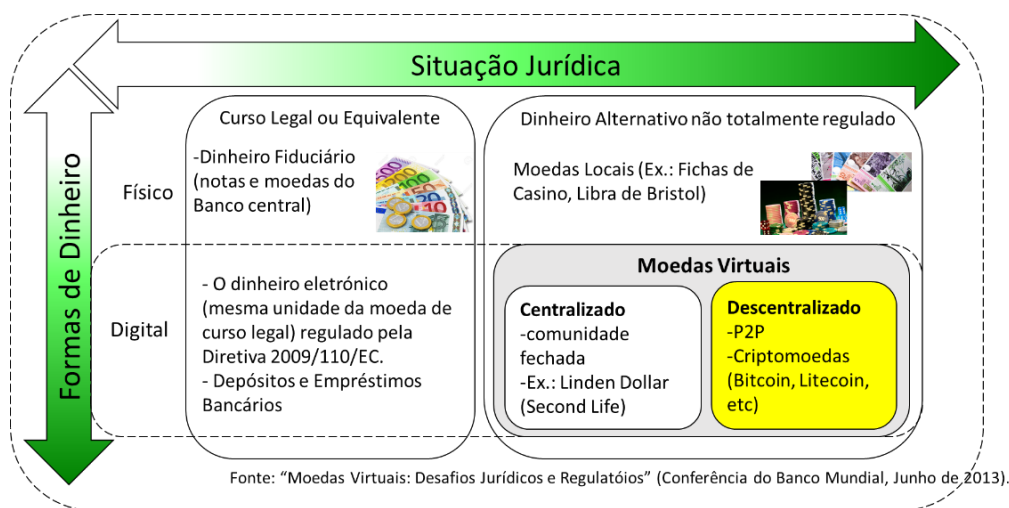 Situação Jurídica
Formas de Dinheiro
Curso Legal ou Equivalente
Dinheiro Alternativo não totalmente regulado
Físico
-Dinheiro Fiduciário
(notas e moedas do
Banco central)
Moedas Locais (Ex.: Fichas de
Casino, Libra de Bristol)
Digital
- O dinheiro eletrónico
(mesma unidade da moeda de
curso legal) regulado pela
Diretiva 2009/110/EC.
- Depósitos e Empréstimos
Bancários
Moedas Virtuais
Centralizado
-comunidade
fechada
-Ex.: Linden Dollar
(Second Life)
Descentralizado
-P2P
-Criptomoedas
(Bitcoin, Litecoin,
etc)
Fonte: “Moedas Virtuais: Desafios Jurídicos e Regulatóios” (Conferência do Banco Mundial, Junho de 2013).